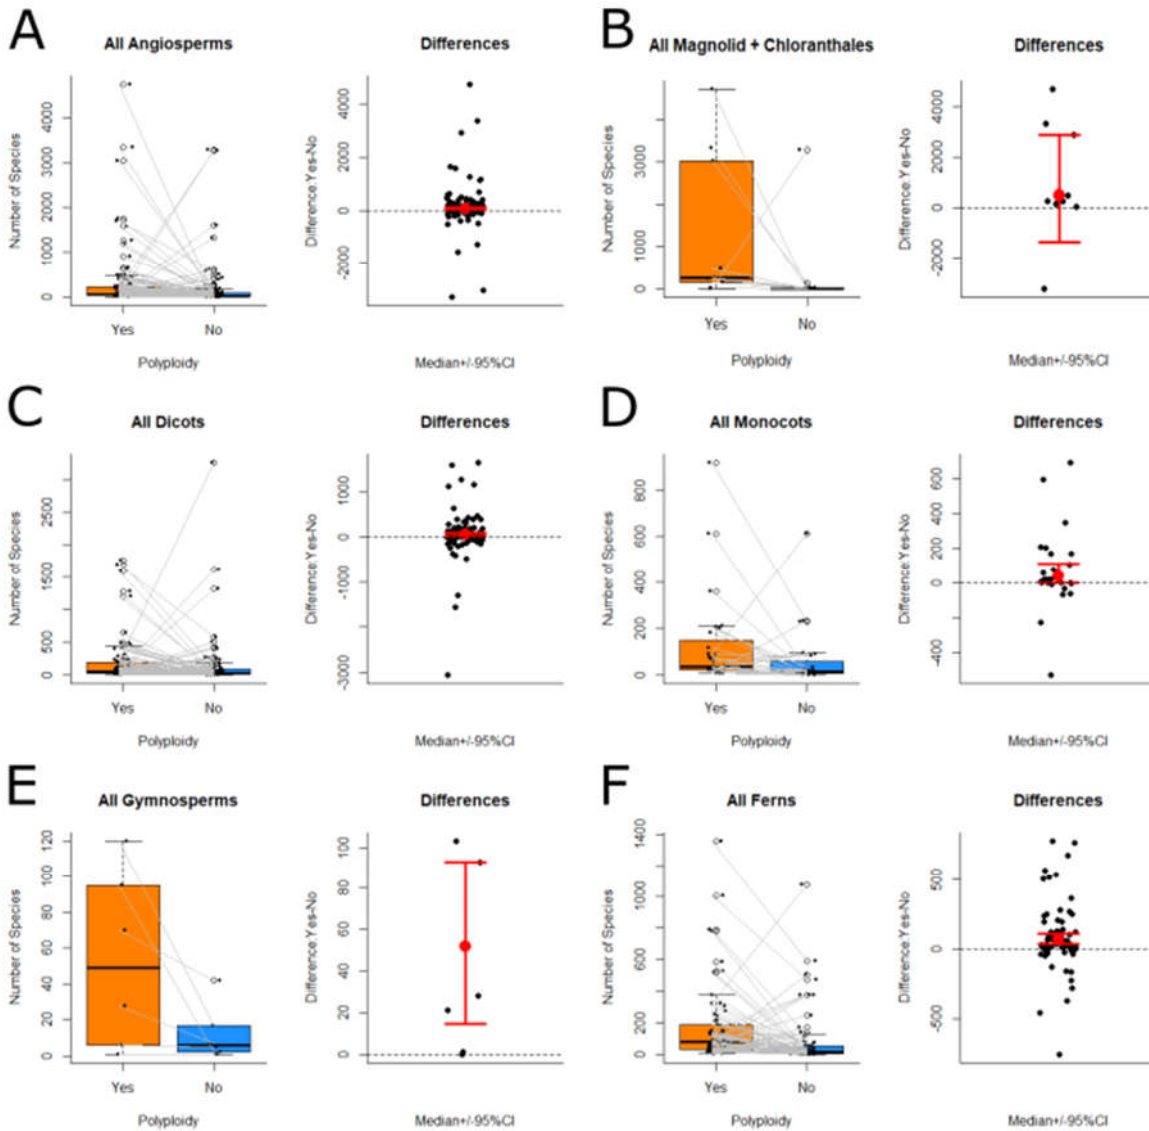 A
All Angiosperms
Differences
Number of Species
0
1000
2000
3000
4000
Yes
No
Polyploidy
Difference:Yes-No
-2000
0
2000
4000
Median+/-95%CI
B
All Magnolid + Chloranthales
Differences
Number of Species
0
1000
3000
Yes
No
Polyploidy
Difference:Yes-No
-2000
0
2000
4000
Median+/-95%CI
C
All Dicots
Differences
Number of Species
0
500
1500
2500
Yes
No
Polyploidy
Difference:Yes-No
-3000
-1000
0
1000
Median+/-95%CI
D
All Monocots
Differences
Number of Species
0
200
400
600
800
Yes
No
Polyploidy
Difference:Yes-No
-400
0
200
400
600
Median+/-95%CI
E
All Gymnosperms
Differences
Number of Species
0
20
40
60
80
100
120
Yes
No
Polyploidy
Difference:Yes-No
0
20
40
60
80
100
Median+/-95%CI
F
All Ferns
Differences
Number of Species
0
200
600
1000
1400
Yes
No
Polyploidy
Difference:Yes-No
-500
0
500
Median+/-95%CI